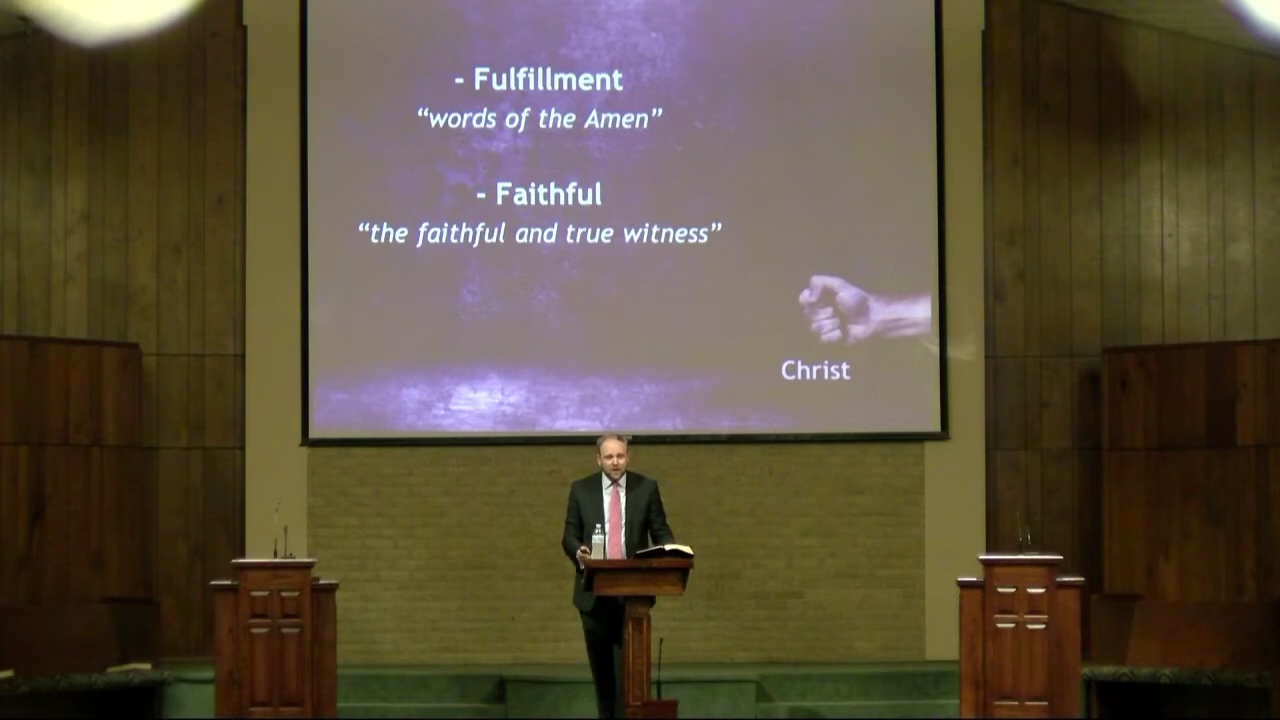 - Fulfillment
“words of the Amen”
- Faithful
“the faithful and true witness”
Christ